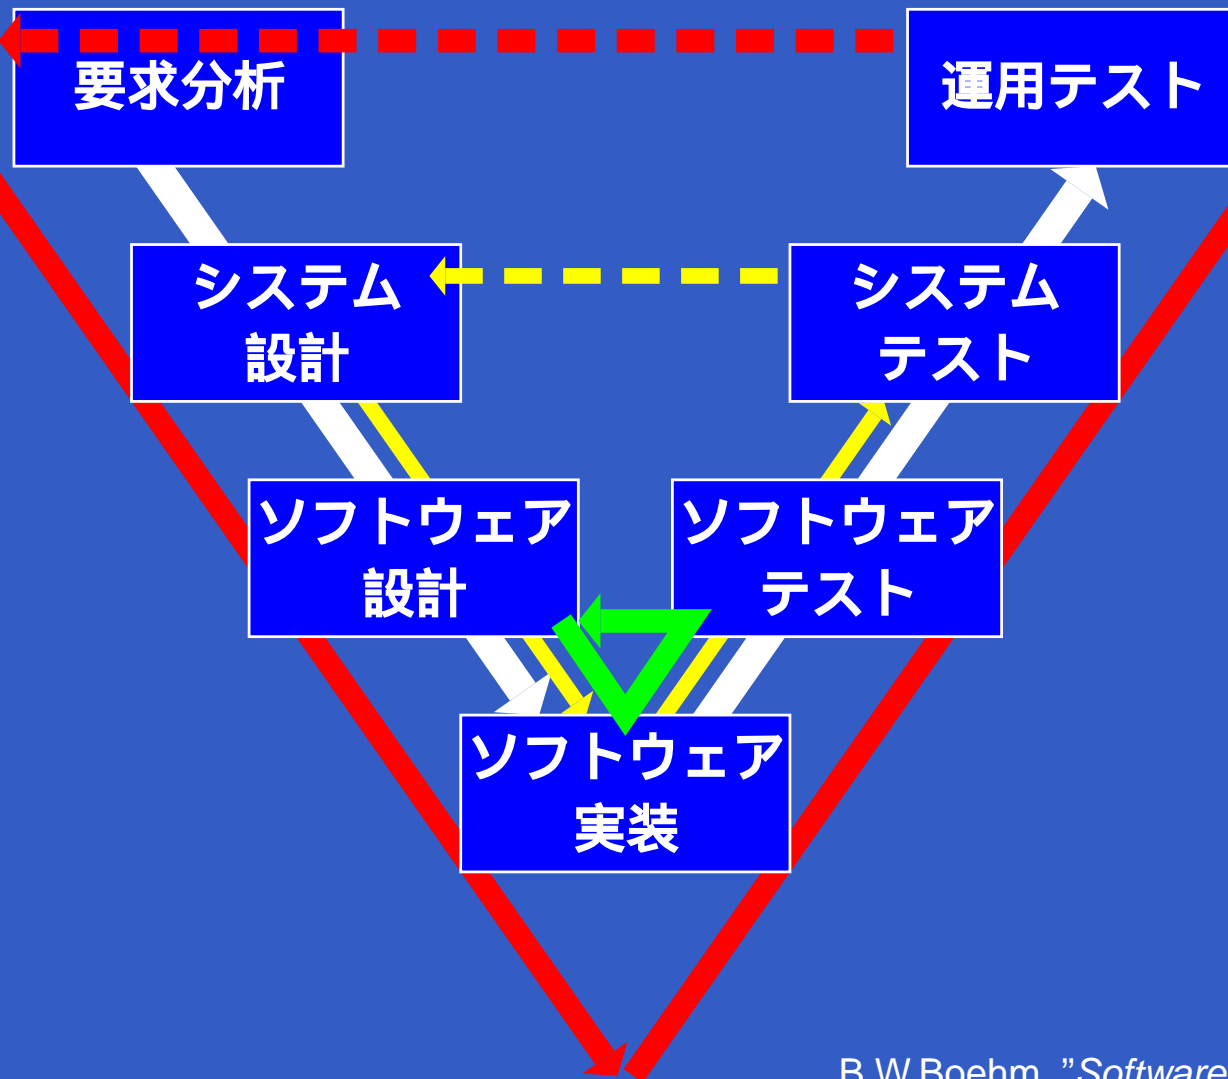 要求分析
運用テスト
システム
設計
システム
テスト
ソフトウェア
設計
ソフトウェア
テスト
ソフトウェア
実装
B.W.Boehm, ”Software